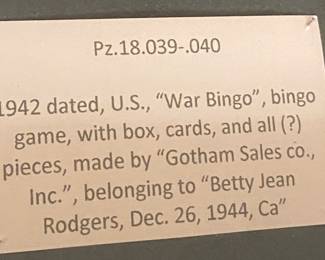 Pz.18.039-.040
1942 dated, U.S., “War Bingo”, bingo
game, with box, cards, and all (?)
pieces, made by “Gotham Sales co.,
Inc.”, belonging to “Betty Jean
Rodgers, Dec. 26, 1944, Ca”